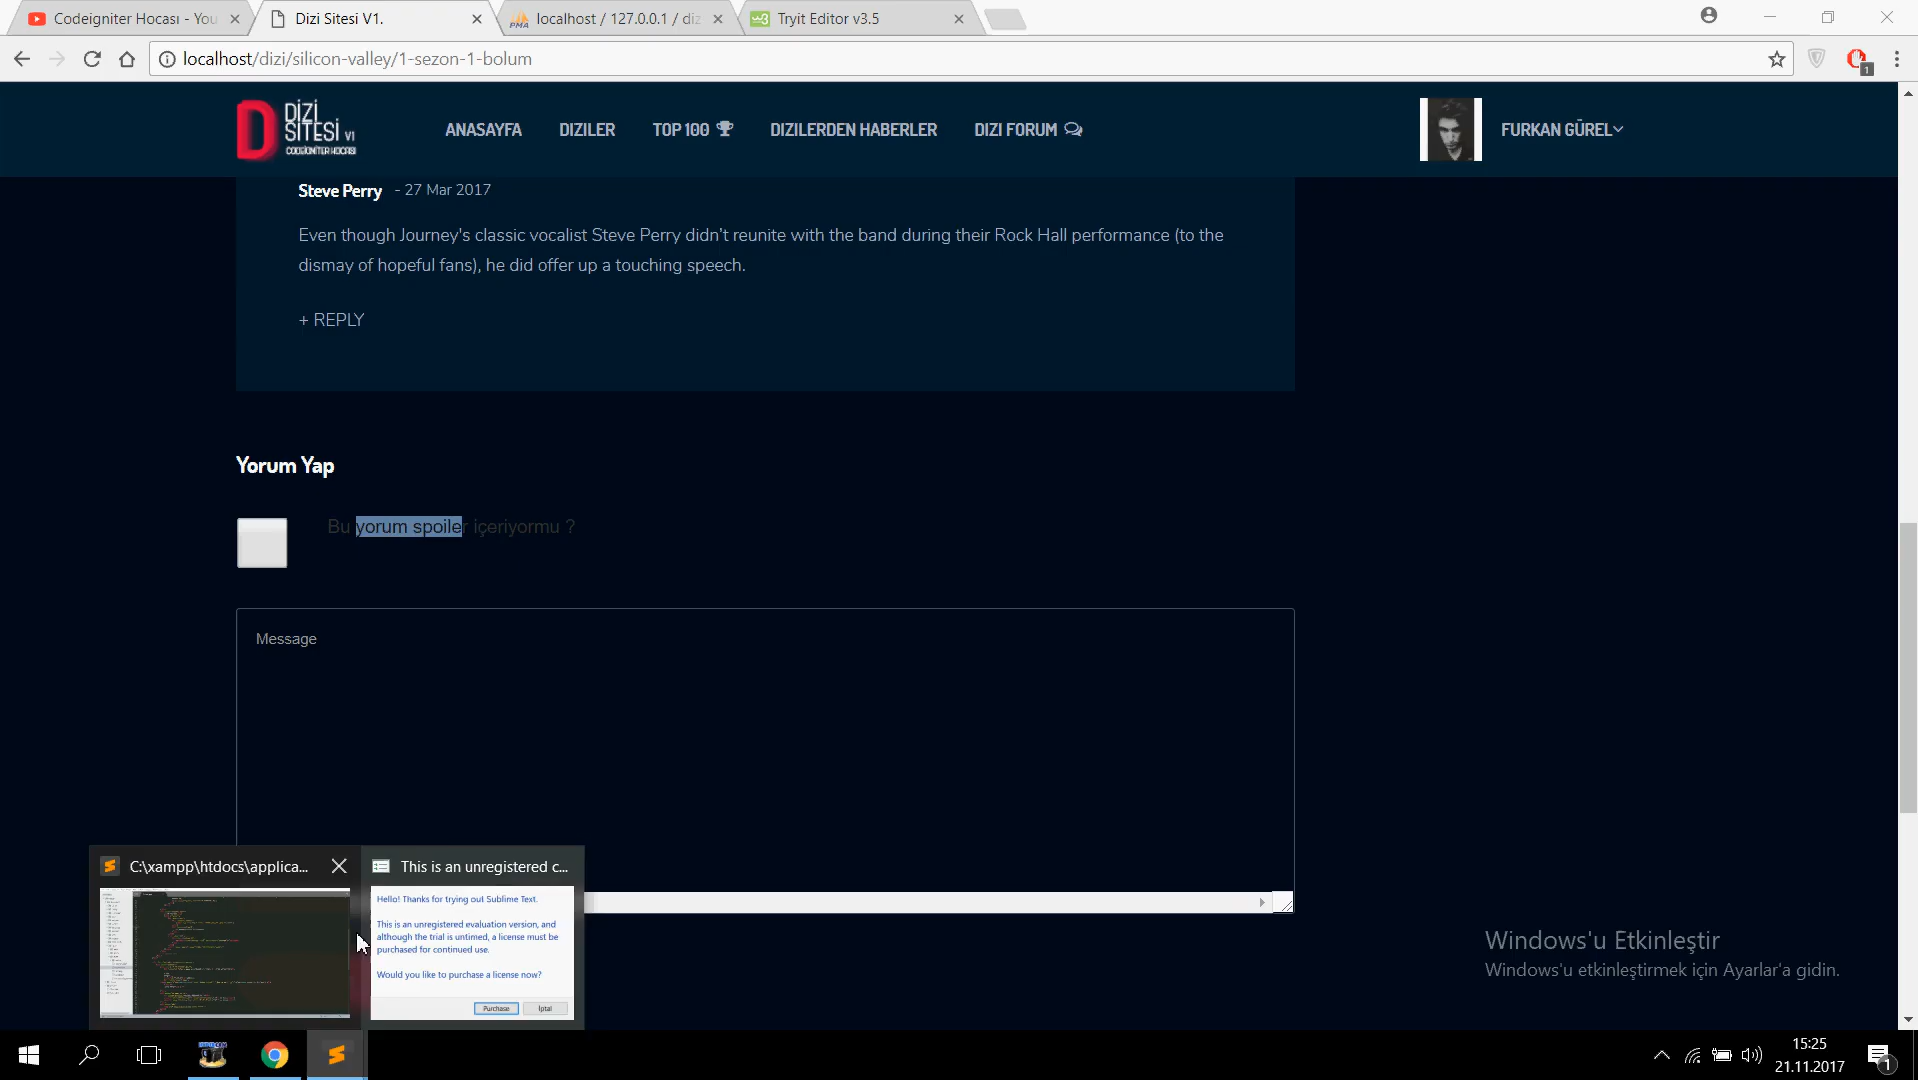 Codeigniter Hocası - You
Dizi Sitesi V1.
localhost / 127.0.0.1 / diz
Tryit Editor v3.5
localhost/dizi/silicon-valley/1-sezon-1-bolum
1
DİZİ
SİTESİ V1
CODEIGNITER HOCASI
ANASAYFA
DIZILER
TOP 100
DIZILERDEN HABERLER
DIZI FORUM
FURKAN GÜREL
Steve Perry - 27 Mar 2017
Even though Journey's classic vocalist Steve Perry didn't reunite with the band during their Rock Hall performance (to the
dismay of hopeful fans), he did offer up a touching speech.
+ REPLY
Yorum Yap
Bu yorum spoiler içeriyormu ?
Message
C:\xampp\htdocs\applica...
This is an unregistered c...
Hello! Thanks for trying out Sublime Text.
This is an unregistered evaluation version, and
although the trial is untimed, a license must be
purchased for continued use.
Would you like to purchase a license now?
Purchase
İptal
Windows'u Etkinleştir
Windows'u etkinleştirmek için Ayarlar'a gidin.
15:25
21.11.2017
1